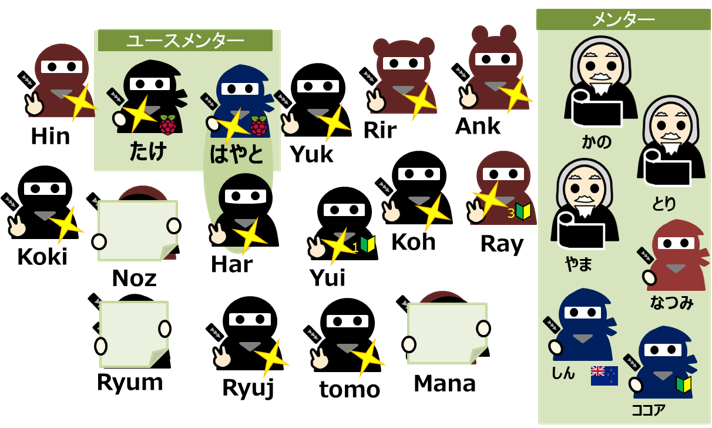 ユースメンター
メンター
Hin
たけ
はやと
Yuk
Rir
Ank
かの
とり
Koki
Noz
Har
Yui
1
Koh
Ray
3
やま
なつみ
Ryum
Ryuj
tomo
Mana
しん
ココア